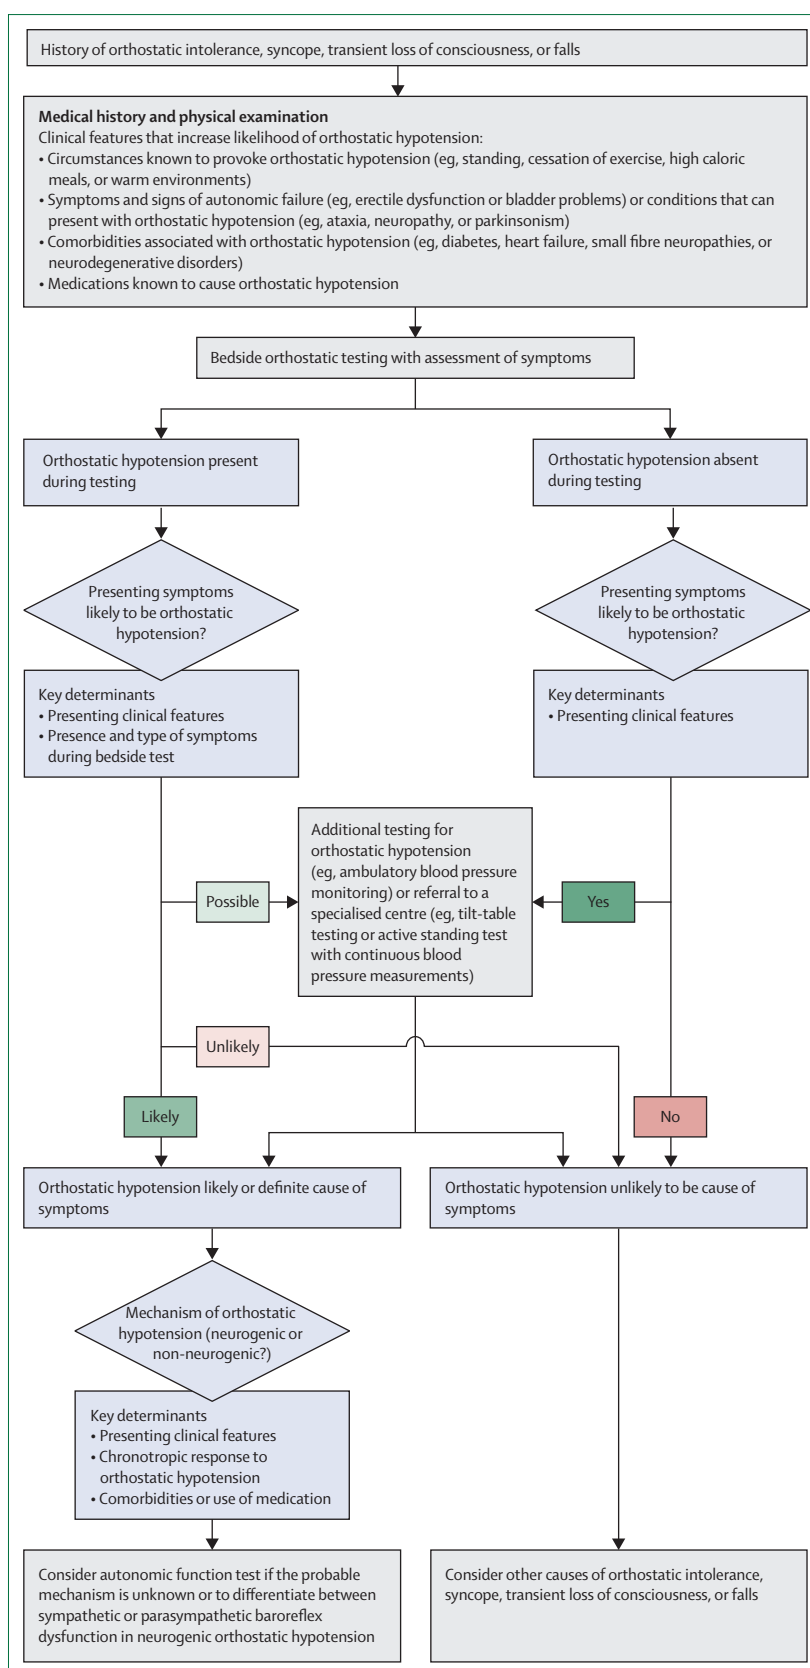 History of orthostatic intolerance, syncope, transient loss of consciousness, or falls
Medical history and physical examination
Clinical features that increase likelihood of orthostatic hypotension:
• Circumstances known to provoke orthostatic hypotension (eg, standing, cessation of exercise, high caloric
meals, or warm environments)
• Symptoms and signs of autonomic failure (eg, erectile dysfunction or bladder problems) or conditions that can
present with orthostatic hypotension (eg, ataxia, neuropathy, or parkinsonism)
• Comorbidities associated with orthostatic hypotension (eg, diabetes, heart failure, small fibre neuropathies, or
neurodegenerative disorders)
• Medications known to cause orthostatic hypotension
Bedside orthostatic testing with assessment of symptoms
Orthostatic hypotension present
during testing
Orthostatic hypotension absent
during testing
Presenting symptoms
likely to be orthostatic
hypotension?
Presenting symptoms
likely to be orthostatic
hypotension?
Key determinants
• Presenting clinical features
• Presence and type of symptoms
during bedside test
Key determinants
• Presenting clinical features
Additional testing for
orthostatic hypotension
(eg, ambulatory blood pressure
monitoring) or referral to a
specialised centre (eg, tilt-table
testing or active standing test
with continuous blood
pressure measurements)
Possible
Yes
Unlikely
Likely
No
Orthostatic hypotension likely or definite cause of
symptoms
Orthostatic hypotension unlikely to be cause of
symptoms
Mechanism of orthostatic
hypotension (neurogenic or
non-neurogenic?)
Key determinants
• Presenting clinical features
• Chronotropic response to
orthostatic hypotension
• Comorbidities or use of medication
Consider autonomic function test if the probable
mechanism is unknown or to differentiate between
sympathetic or parasympathetic baroreflex
dysfunction in neurogenic orthostatic hypotension
Consider other causes of orthostatic intolerance,
syncope, transient loss of consciousness, or falls